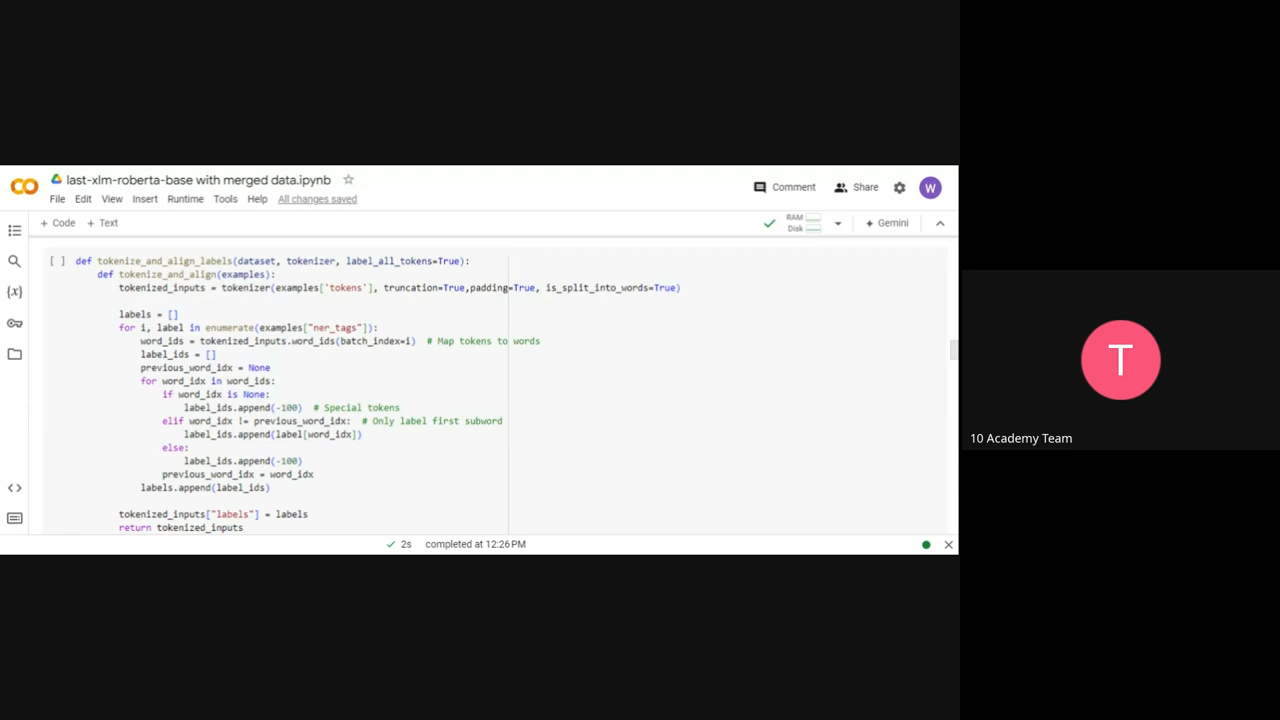 last-xlm-roberta-base with merged data.ipynb
Comment
Share
W
File Edit View Insert Runtime Tools Help All changes saved
+ Code + Text
RAM
Disk
Gemini
[ ] def tokenize_and_align_labels(dataset, tokenizer, label_all_tokens=True):
def tokenize_and_align(examples):
tokenized_inputs = tokenizer(examples['tokens'], truncation=True,padding=True, is_split_into_words=True)
labels = []
for i, label in enumerate(examples["ner_tags"]):
word_ids = tokenized_inputs.word_ids(batch_index=i) # Map tokens to words
label_ids = []
previous_word_idx = None
for word_idx in word_ids:
if word_idx is None:
label_ids.append(-100) # Special tokens
elif word_idx != previous_word_idx: # Only label first subword
label_ids.append(label[word_idx])
else:
label_ids.append(-100)
previous_word_idx = word_idx
labels.append(label_ids)
tokenized_inputs["labels"] = labels
return tokenized_inputs
2s completed at 12:26 PM
T
10 Academy Team